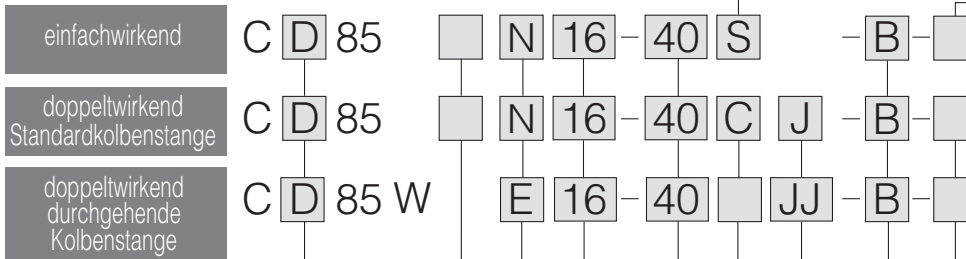 einfachwirkend C D 85 N 16 - 40 S - B -
doppeltwirkend
Standardkolbenstange C D 85 N 16 - 40 C J - B -
doppeltwirkend
durchgehende
Kolbenstange C D 85 W E 16 - 40 JJ - B -